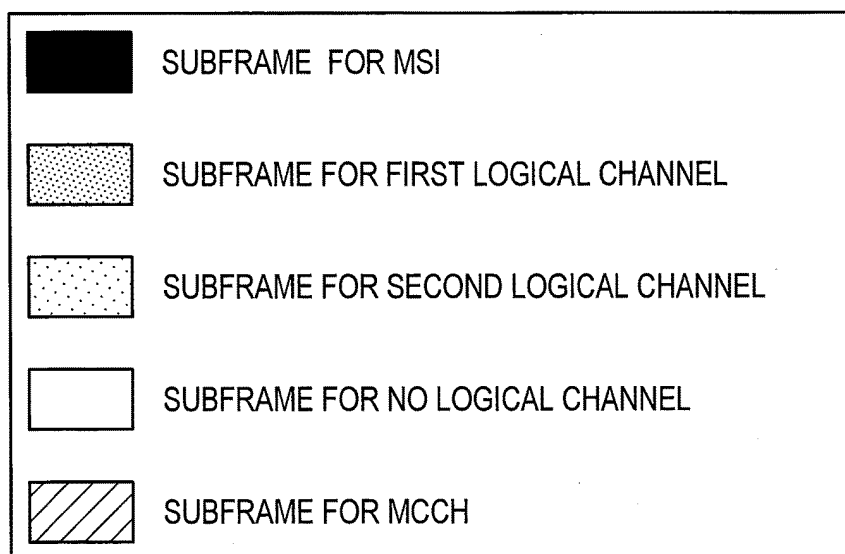 SUBFRAME FOR MSI
SUBFRAME FOR FIRST LOGICAL CHANNEL
SUBFRAME FOR SECOND LOGICAL CHANNEL
SUBFRAME FOR NO LOGICAL CHANNEL
SUBFRAME FOR MCCH